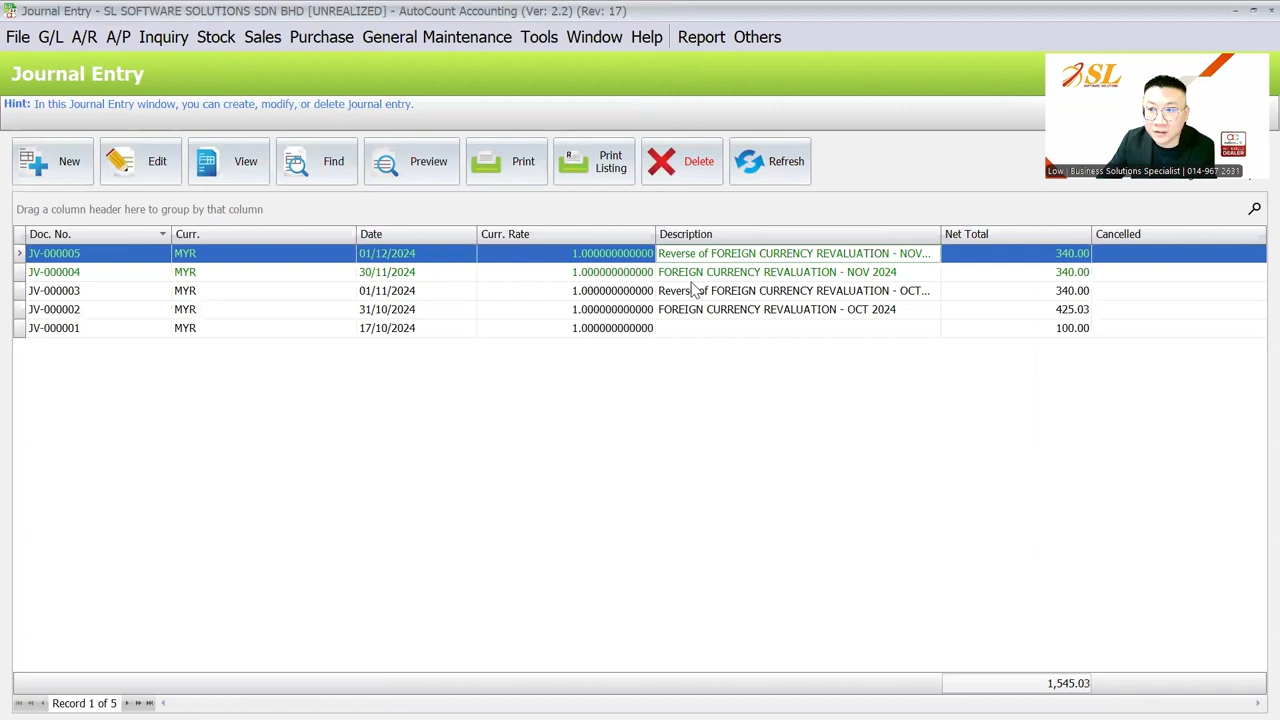 Journal Entry - SL SOFTWARE SOLUTIONS SDN BHD [UNREALIZED] - AutoCount Accounting (Ver: 2.2) (Rev: 17)
File G/L A/R A/P Inquiry Stock Sales Purchase General Maintenance Tools Window Help Report Others
Journal Entry
Hint: In this Journal Entry window, you can create, modify, or delete journal entry.
SL
SOFTWARE SOLUTIONS
DEALER
Low | Business Solutions Specialist | 014-967 2631
New Edit View Find Preview Print Print Listing Delete Refresh
Drag a column header here to group by that column
Doc. No. Curr. Date Curr. Rate Description Net Total Cancelled
JV-000005 MYR 01/12/2024 1.000000000000 Reverse of FOREIGN CURRENCY REVALUATION - NOV... 340.00
JV-000004 MYR 30/11/2024 1.000000000000 FOREIGN CURRENCY REVALUATION - NOV 2024 340.00
JV-000003 MYR 01/11/2024 1.000000000000 Reverse of FOREIGN CURRENCY REVALUATION - OCT... 340.00
JV-000002 MYR 31/10/2024 1.000000000000 FOREIGN CURRENCY REVALUATION - OCT 2024 425.03
JV-000001 MYR 17/10/2024 1.000000000000 100.00
1,545.03
Record 1 of 5